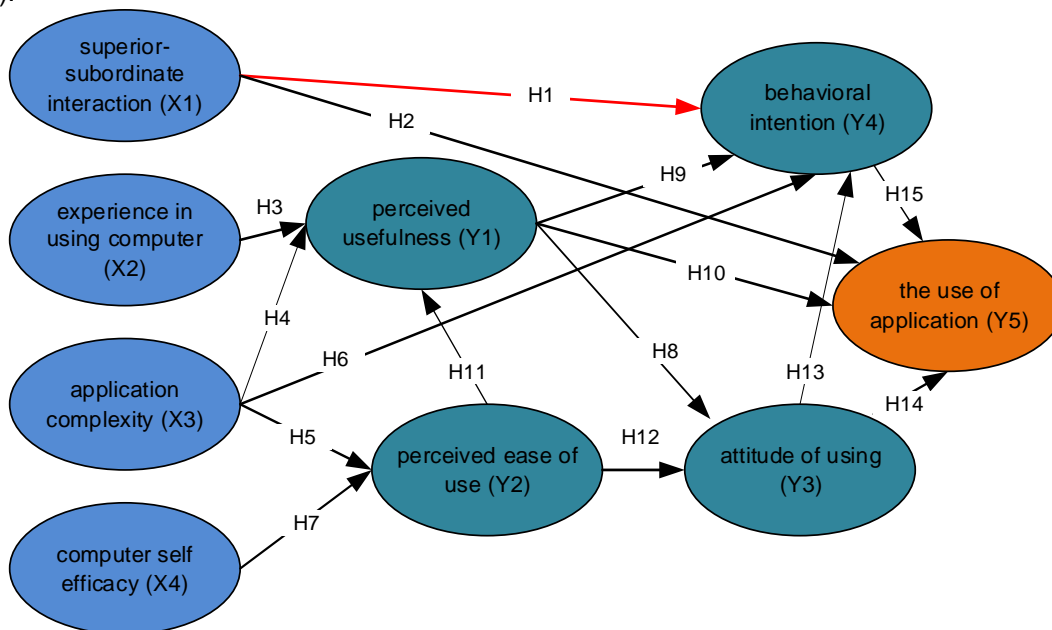 ).
superior-
subordinate
interaction (X1)
H1
behavioral
intention (Y4)
H2
H9
H15
experience in
using computer
(X2)
H3
perceived
usefulness (Y1)
H10
the use of
application (Y5)
H4
H6
H8
H11
H13
H14
application
complexity (X3)
H5
perceived ease of
use (Y2)
H12
attitude of using
(Y3)
H7
computer self
efficacy (X4)